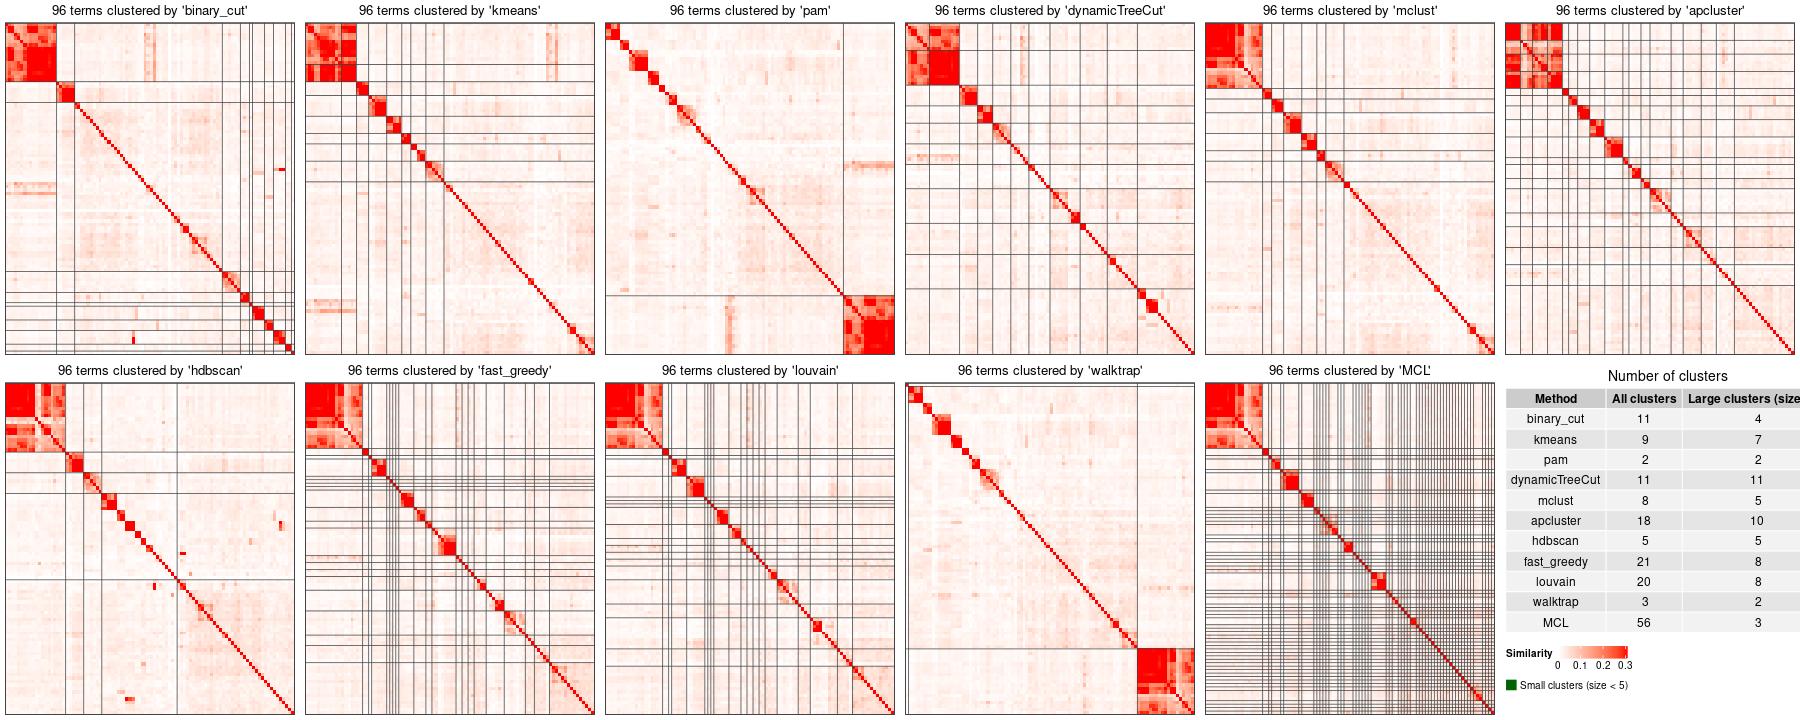 96 terms clustered by 'binary_cut'
96 terms clustered by 'kmeans'
96 terms clustered by 'pam'
96 terms clustered by 'dynamicTreeCut'
96 terms clustered by 'mclust'
96 terms clustered by 'apcluster'
96 terms clustered by 'hdbscan'
96 terms clustered by 'fast_greedy'
96 terms clustered by 'louvain'
96 terms clustered by 'walktrap'
96 terms clustered by 'MCL'
Number of clusters
Method All clusters Large clusters (size
binary_cut 11 4
kmeans 9 7
pam 2 2
dynamicTreeCut 11 11
mclust 8 5
apcluster 18 10
hdbscan 5 5
fast_greedy 21 8
louvain 20 8
walktrap 3 2
MCL 56 3
Similarity
0 0.1 0.2 0.3
Small clusters (size < 5)